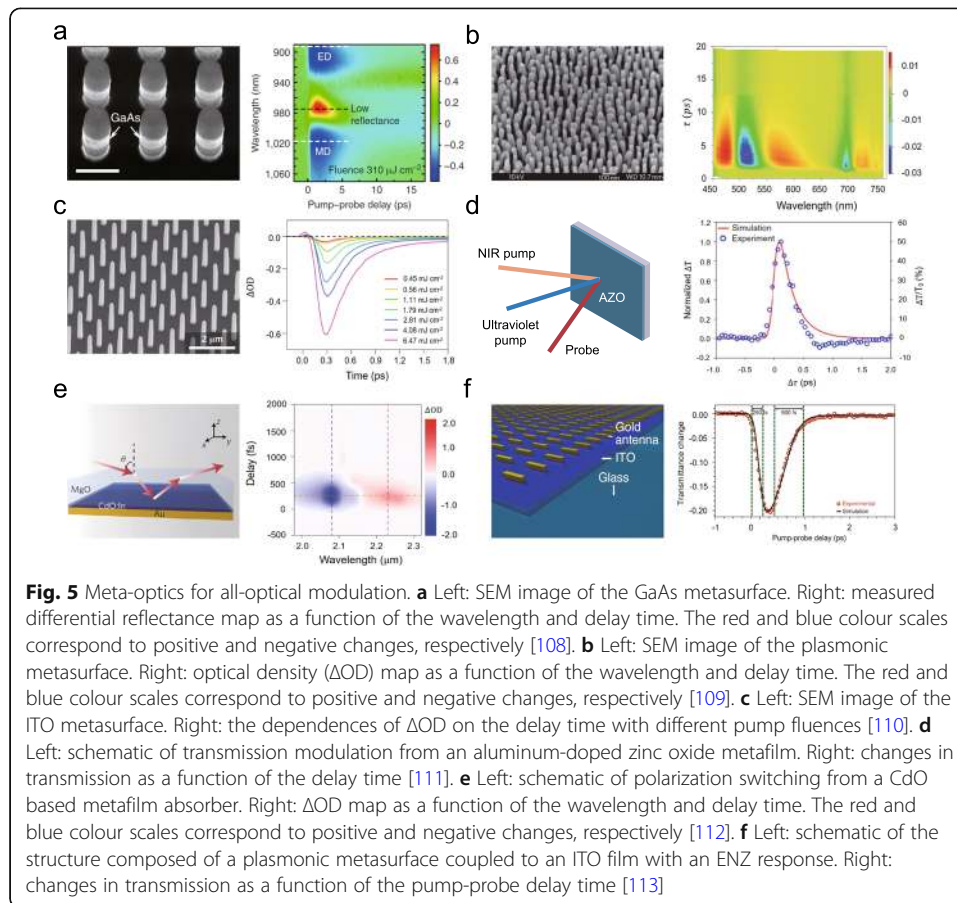 a
GaAs
900
940
980
1,020
1,060
Wavelength (nm)
ED
Low
reflectance
MD
Fluence 310 μJ cm⁻²
0 5 10 15
Pump–probe delay (ps)
0.6
0.4
0.2
0
−0.2
−0.4
b
10kV 100nm WD 10.7mm
20
15
10
5
0
τ (ps)
450 500 550 600 650 700 750
Wavelength (nm)
0.01
0.00
-0.01
-0.02
-0.03
c
2 μm
0.0
-0.2
-0.4
-0.6
ΔOD
0.45 mJ cm⁻²
0.56 mJ cm⁻²
1.11 mJ cm⁻²
1.79 mJ cm⁻²
2.81 mJ cm⁻²
4.08 mJ cm⁻²
6.47 mJ cm⁻²
0.0 0.3 0.6 0.9 1.2 1.5 1.8
Time (ps)
d
NIR pump
AZO
Ultraviolet
pump
Probe
Simulation
Experiment
1.2
1.0
0.8
0.6
0.4
0.2
0.0
Normalized ΔT
60
50
40
30
20
10
0
10
ΔT/T₀ (%)
-1.0 -0.5 0 0.5 1.0 1.5 2.0
Δτ (ps)
e
z
y
x
θ
MgO
CdO:In
Au
2000
1500
1000
500
0
-500
Delay (fs)
2.0 2.1 2.2 2.3
Wavelength (μm)
ΔOD
2.0
1.0
0.0
-1.0
-2.0
f
Gold
antenna
ITO
Glass
0.00
-0.05
-0.10
-0.15
-0.20
Transmittance change
Experimental
Simulation
-1 0 1 2 3
Pump-probe delay (ps)
Fig. 5 Meta-optics for all-optical modulation. a Left: SEM image of the GaAs metasurface. Right: measured
differential reflectance map as a function of the wavelength and delay time. The red and blue colour scales
correspond to positive and negative changes, respectively [108]. b Left: SEM image of the plasmonic
metasurface. Right: optical density (ΔOD) map as a function of the wavelength and delay time. The red and
blue colour scales correspond to positive and negative changes, respectively [109]. c Left: SEM image of the
ITO metasurface. Right: the dependences of ΔOD on the delay time with different pump fluences [110]. d
Left: schematic of transmission modulation from an aluminum-doped zinc oxide metafilm. Right: changes in
transmission as a function of the delay time [111]. e Left: schematic of polarization switching from a CdO
based metafilm absorber. Right: ΔOD map as a function of the wavelength and delay time. The red and
blue colour scales correspond to positive and negative changes, respectively [112]. f Left: schematic of the
structure composed of a plasmonic metasurface coupled to an ITO film with an ENZ response. Right:
changes in transmission as a function of the pump-probe delay time [113]